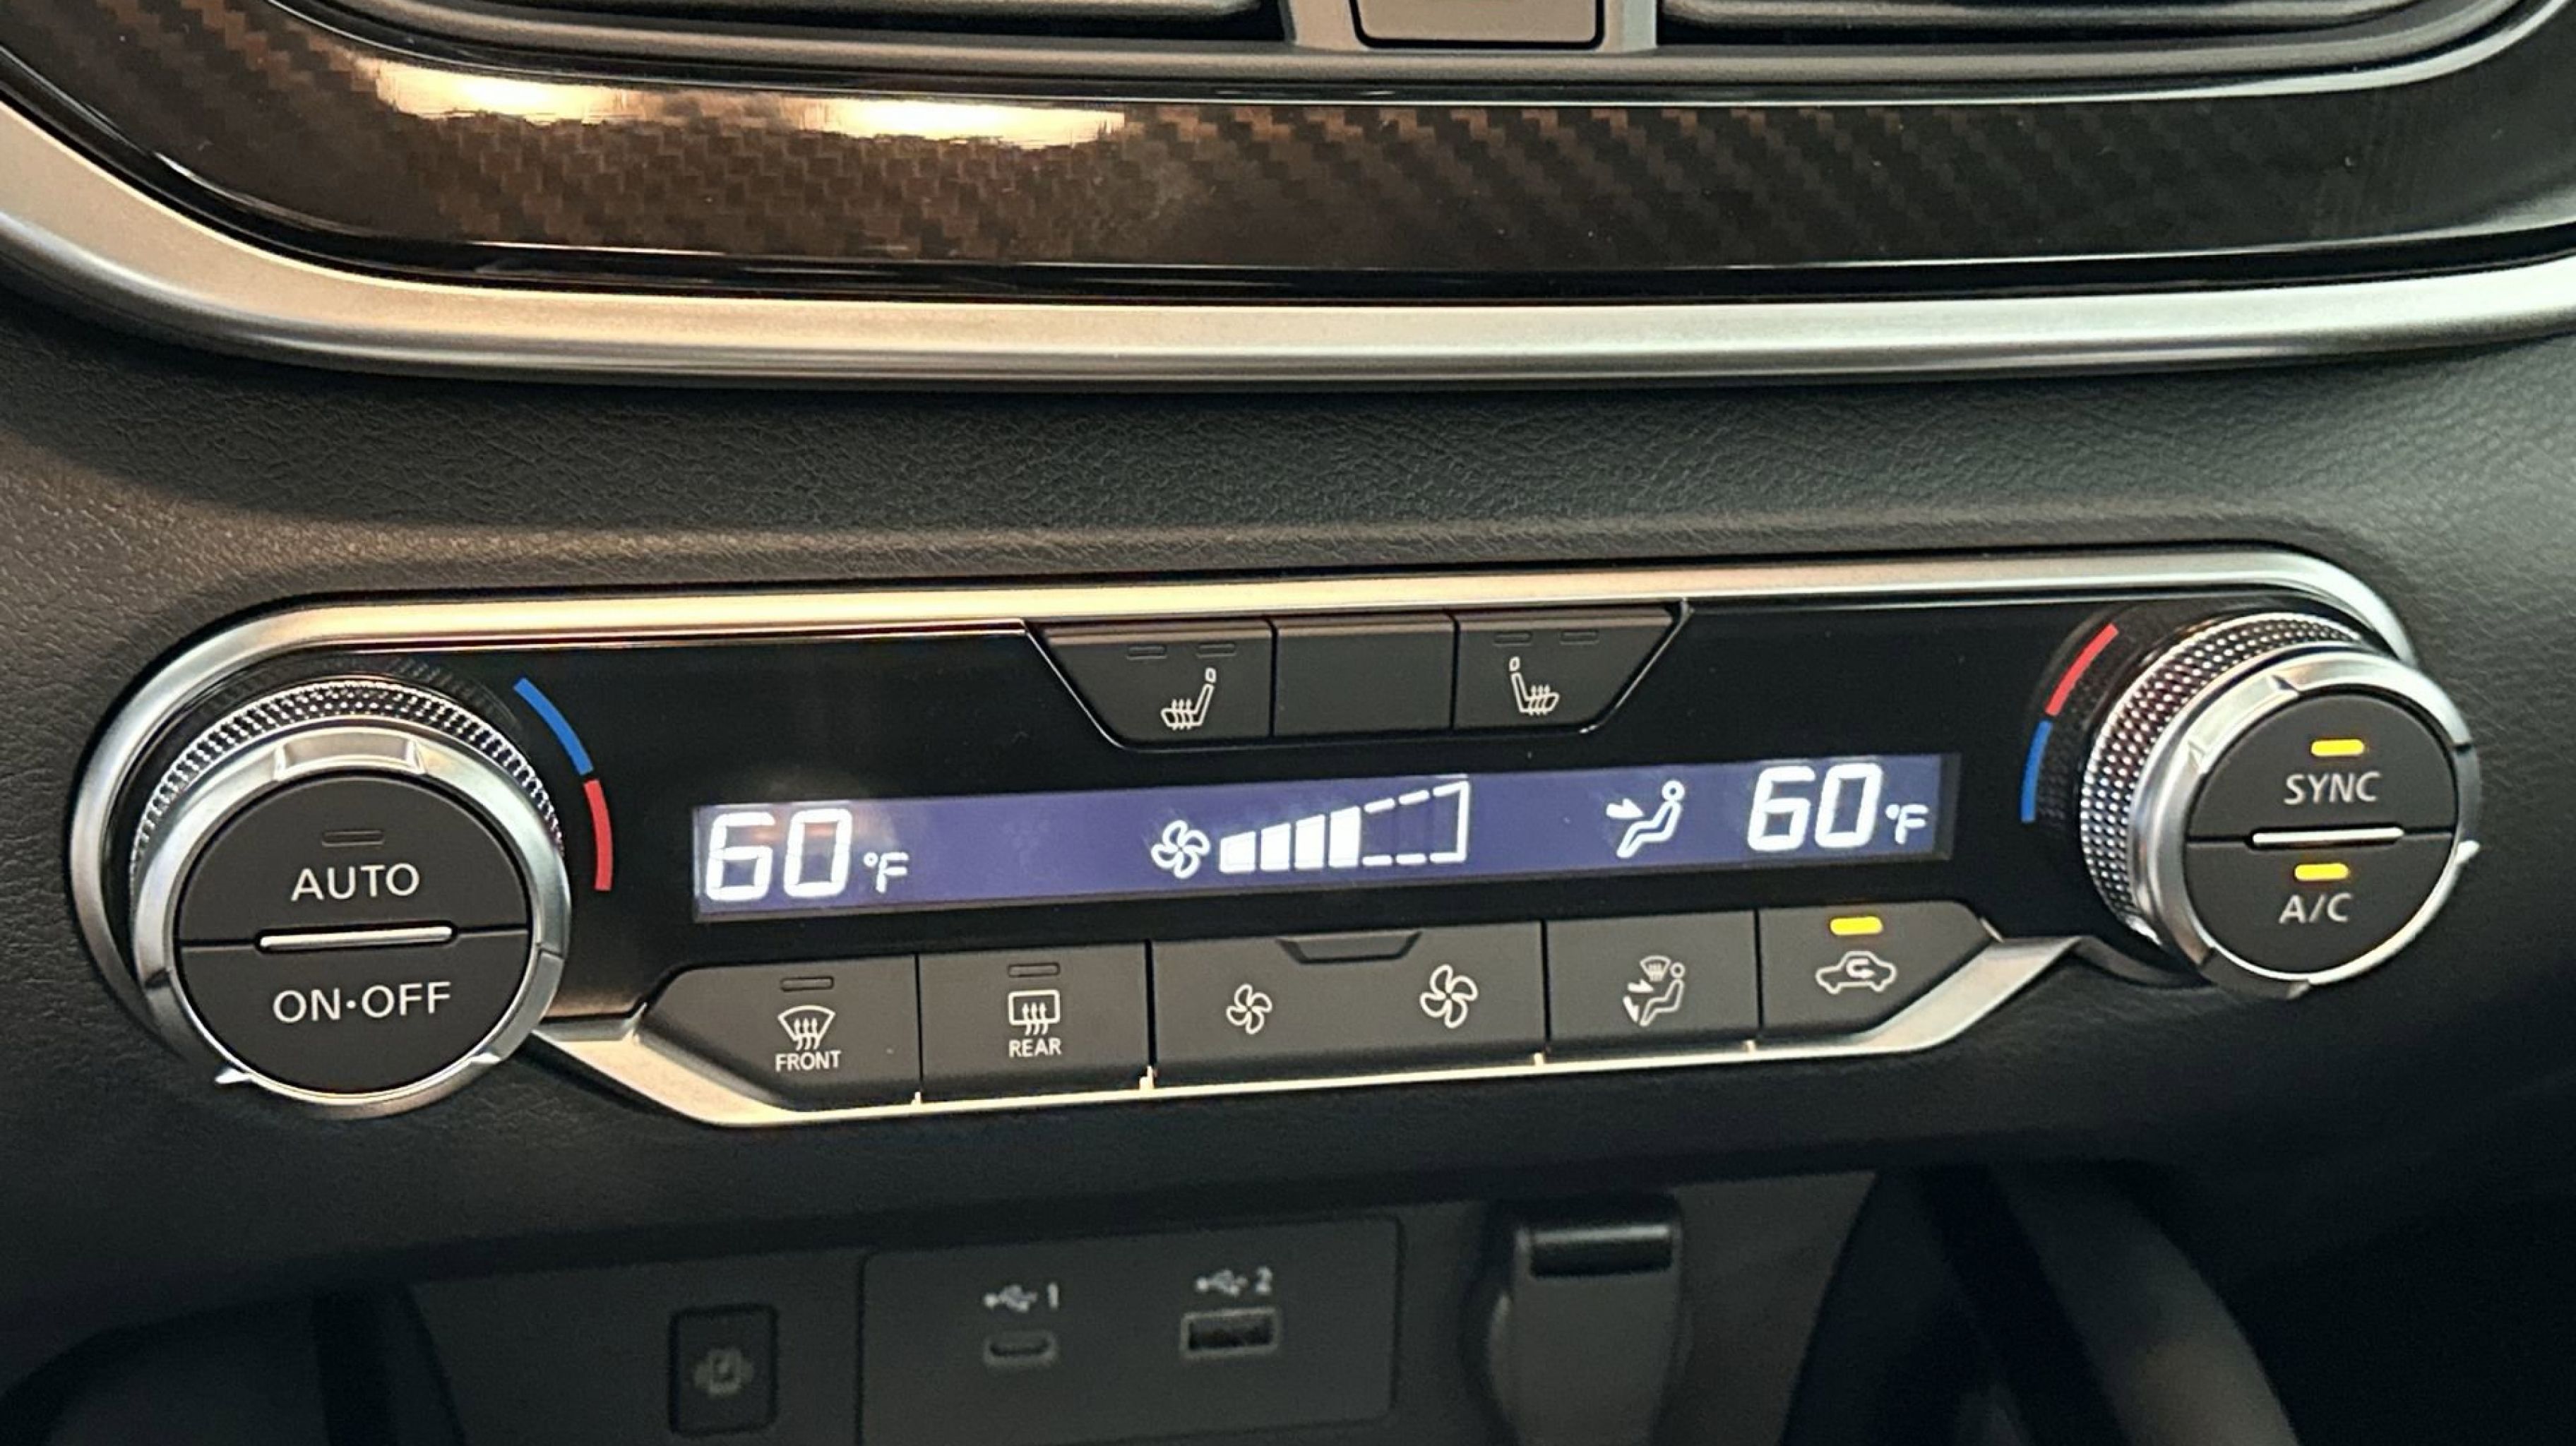 60°F
60°F
SYNC
A/C
AUTO
ON•OFF
FRONT
REAR
1
2